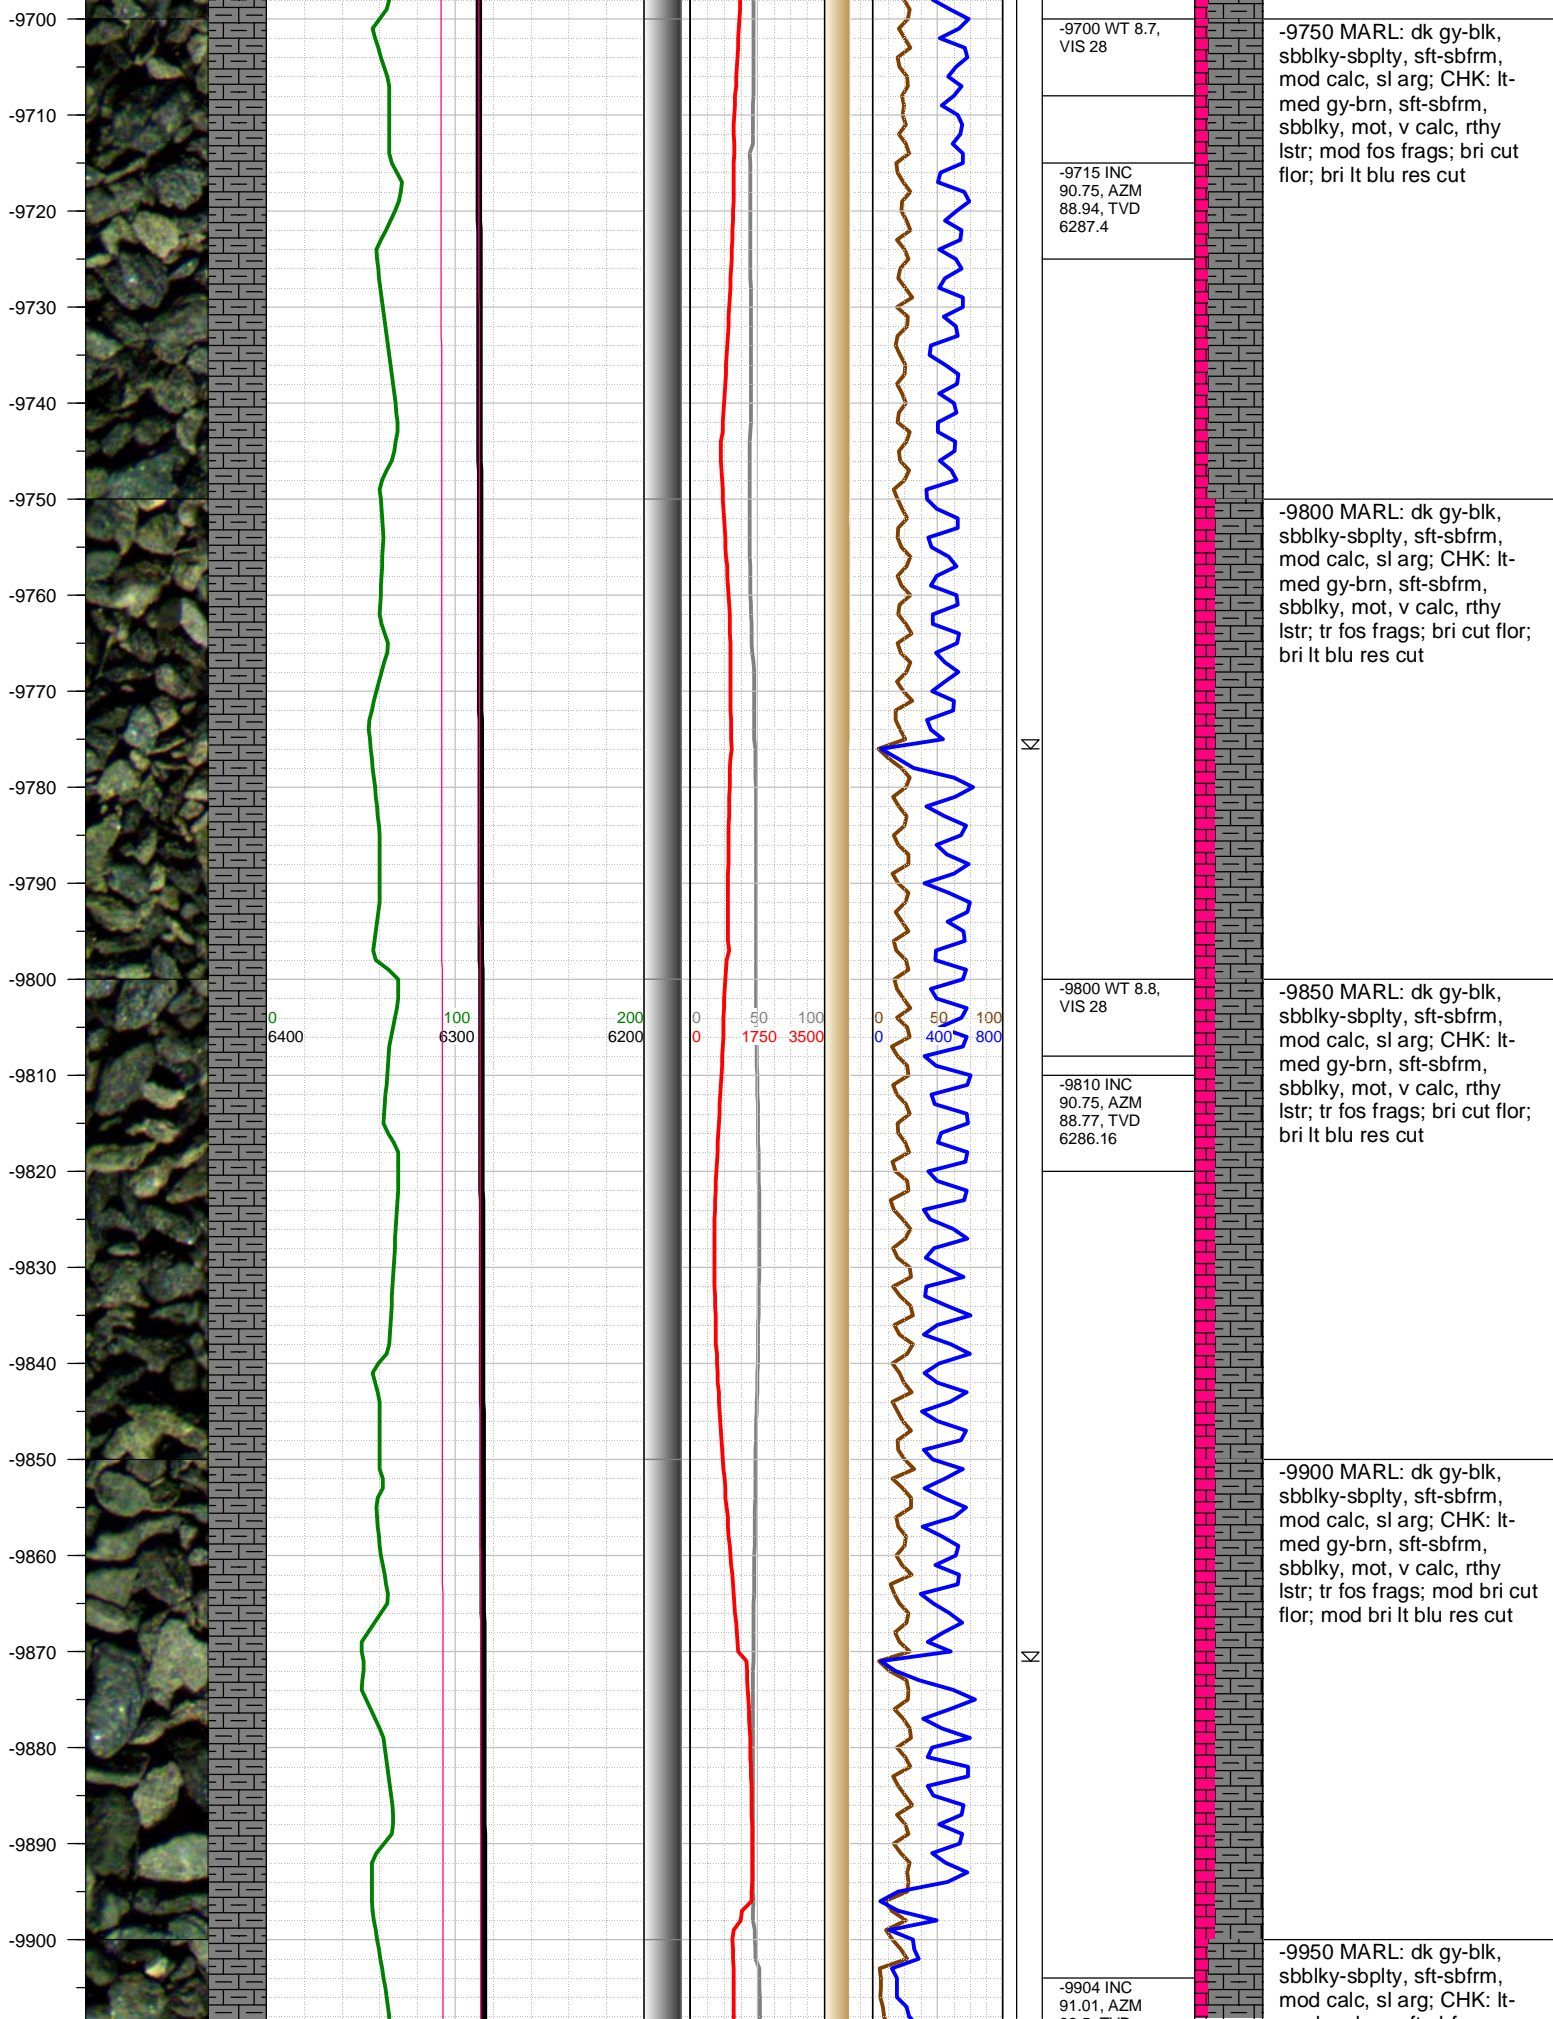 -9700
-9710
-9720
-9730
-9740
-9750
-9760
-9770
-9780
-9790
-9800
-9810
-9820
-9830
-9840
-9850
-9860
-9870
-9880
-9890
-9900
0 100 200
6400 6300 6200
0 50 100
0 1750 3500
0 50 100
0 400 800
-9700 WT 8.7,
VIS 28
-9715 INC
90.75, AZM
88.94, TVD
6287.4
-9800 WT 8.8,
VIS 28
-9810 INC
90.75, AZM
88.77, TVD
6286.16
-9904 INC
91.01, AZM
-9750 MARL: dk gy-blk,
sbblky-sbplty, sft-sbfrm,
mod calc, sl arg; CHK: lt-
med gy-brn, sft-sbfrm,
sbblky, mot, v calc, rthy
lstr; mod fos frags; bri cut
flor; bri lt blu res cut
-9800 MARL: dk gy-blk,
sbblky-sbplty, sft-sbfrm,
mod calc, sl arg; CHK: lt-
med gy-brn, sft-sbfrm,
sbblky, mot, v calc, rthy
lstr; tr fos frags; bri cut flor;
bri lt blu res cut
-9850 MARL: dk gy-blk,
sbblky-sbplty, sft-sbfrm,
mod calc, sl arg; CHK: lt-
med gy-brn, sft-sbfrm,
sbblky, mot, v calc, rthy
lstr; tr fos frags; bri cut flor;
bri lt blu res cut
-9900 MARL: dk gy-blk,
sbblky-sbplty, sft-sbfrm,
mod calc, sl arg; CHK: lt-
med gy-brn, sft-sbfrm,
sbblky, mot, v calc, rthy
lstr; tr fos frags; mod bri cut
flor; mod bri lt blu res cut
-9950 MARL: dk gy-blk,
sbblky-sbplty, sft-sbfrm,
mod calc, sl arg; CHK: lt-